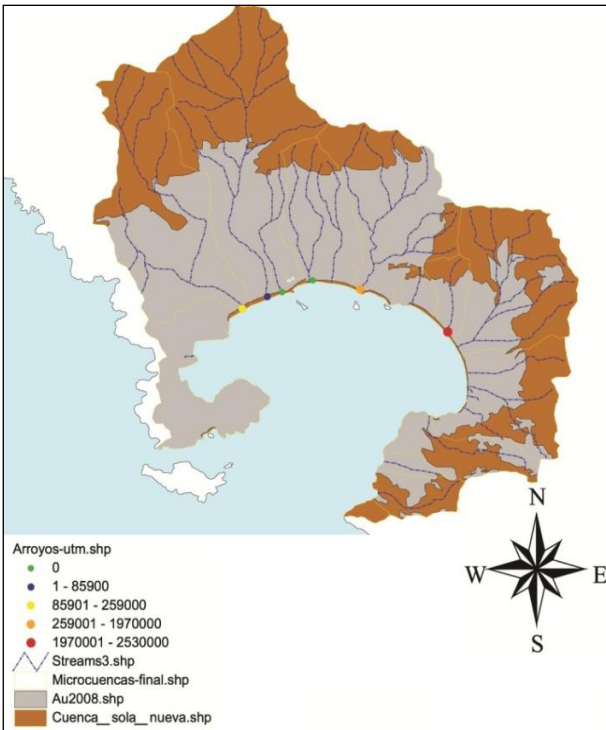 N
W
E
S
Arroyos-utm.shp
0
1 - 85900
85901 - 259000
259001 - 1970000
1970001 - 2530000
Streams3.shp
Microcuencas-final.shp
Au2008.shp
Cuenca__sola__nueva.shp